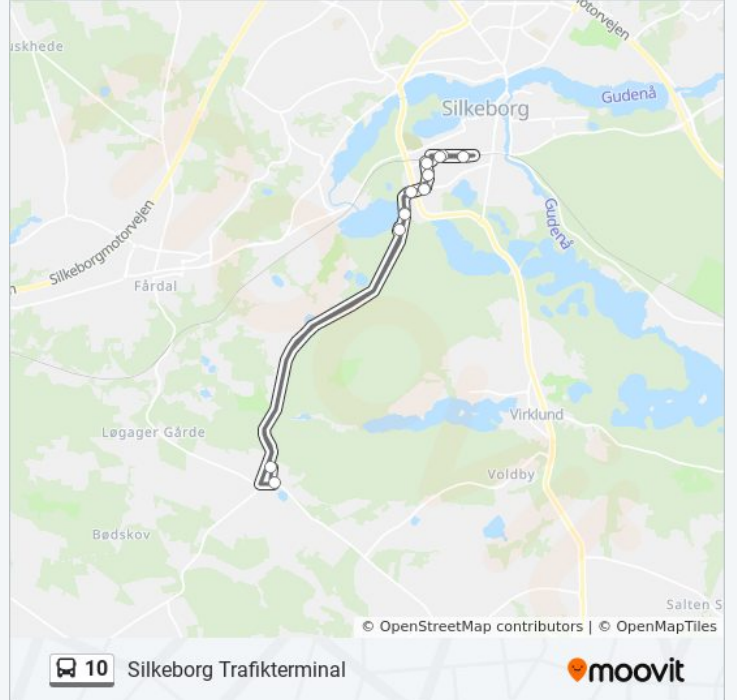 uskhede
otorvejen
Gudenå
Silkeborg
Gudenå
Silkeborgmotorvejen
n
Fårdal
Virklund
Løgager Gårde
Voldby
Bødskov
Salten S
© OpenStreetMap contributors | © OpenMapTiles
10 Silkeborg Trafikterminal
moovit